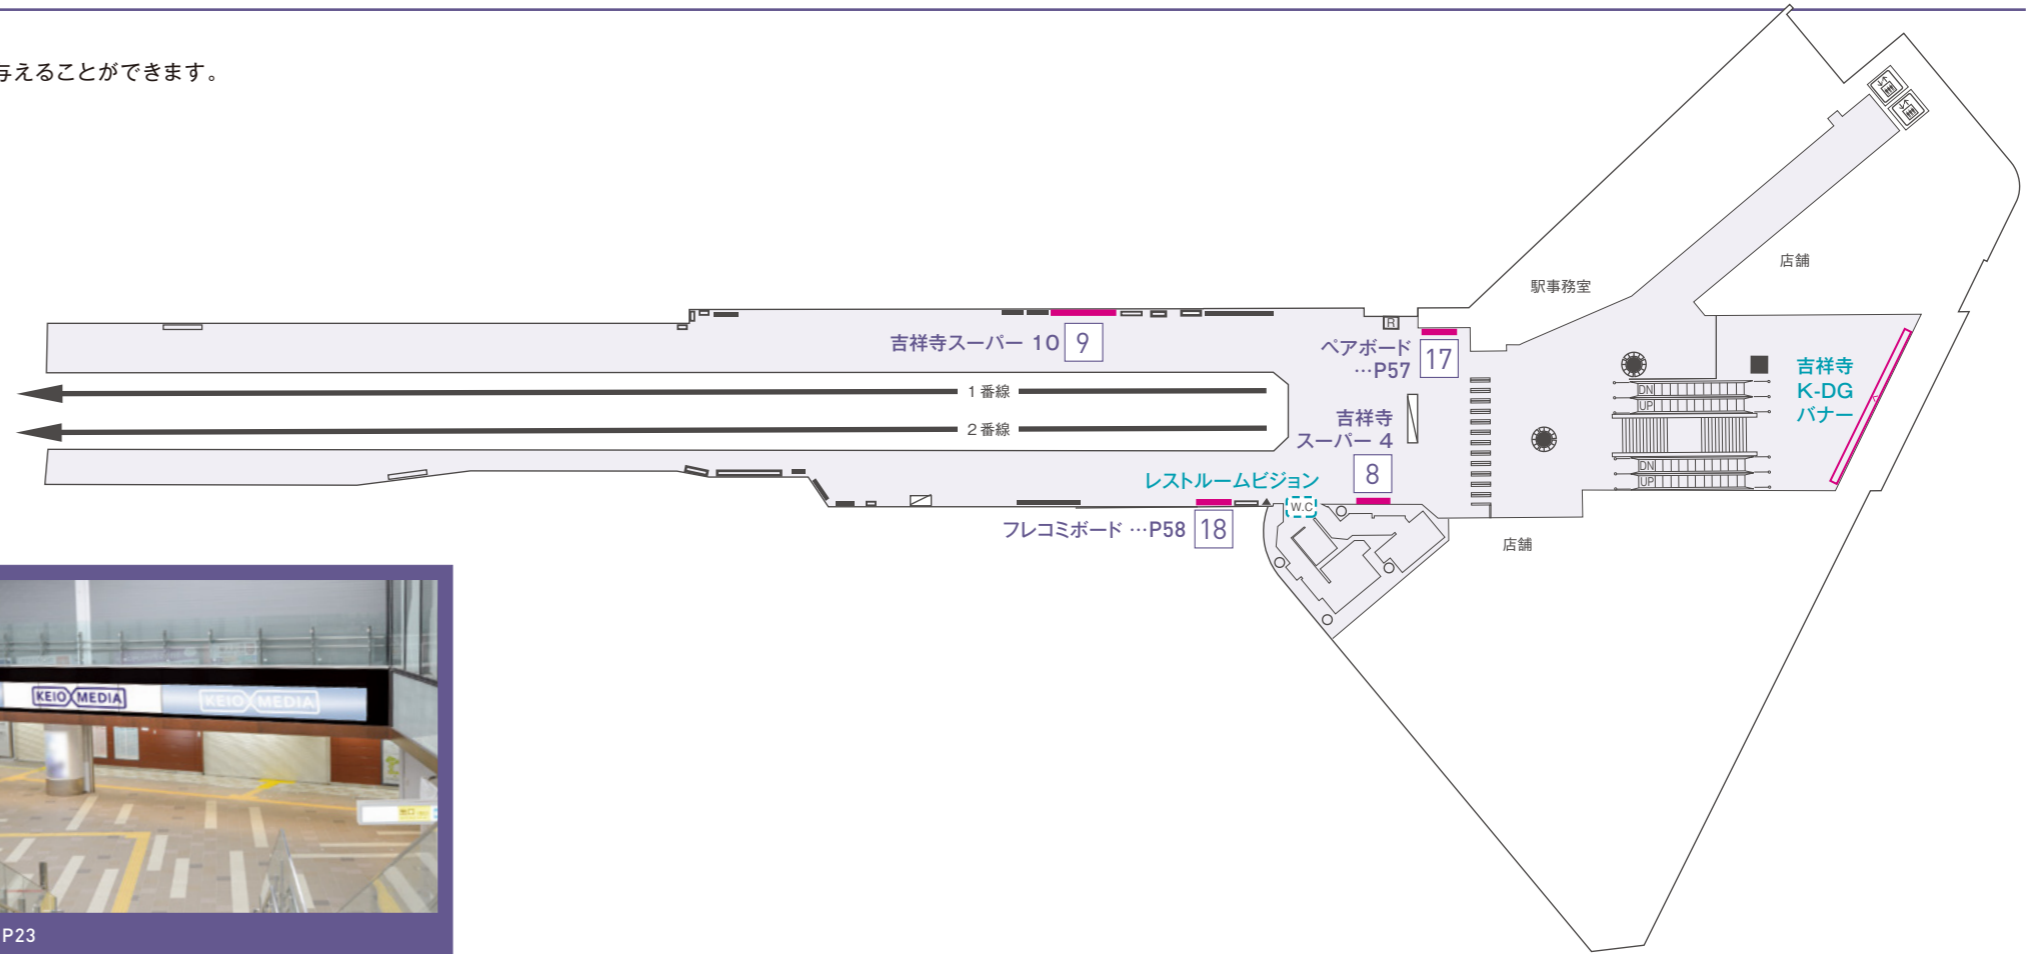 与えることができます。
駅事務室
店舗
吉祥寺スーパー 10 9
ペアボード
…P57
17
R
1番線
2番線
吉祥寺
スーパー 4
8
レストルームビジョン
W.C
フレコミボード …P58 18
DN
UP
DN
UP
吉祥寺
K-DG
バナー
店舗
KEIO MEDIA
KEIO MEDIA
P23